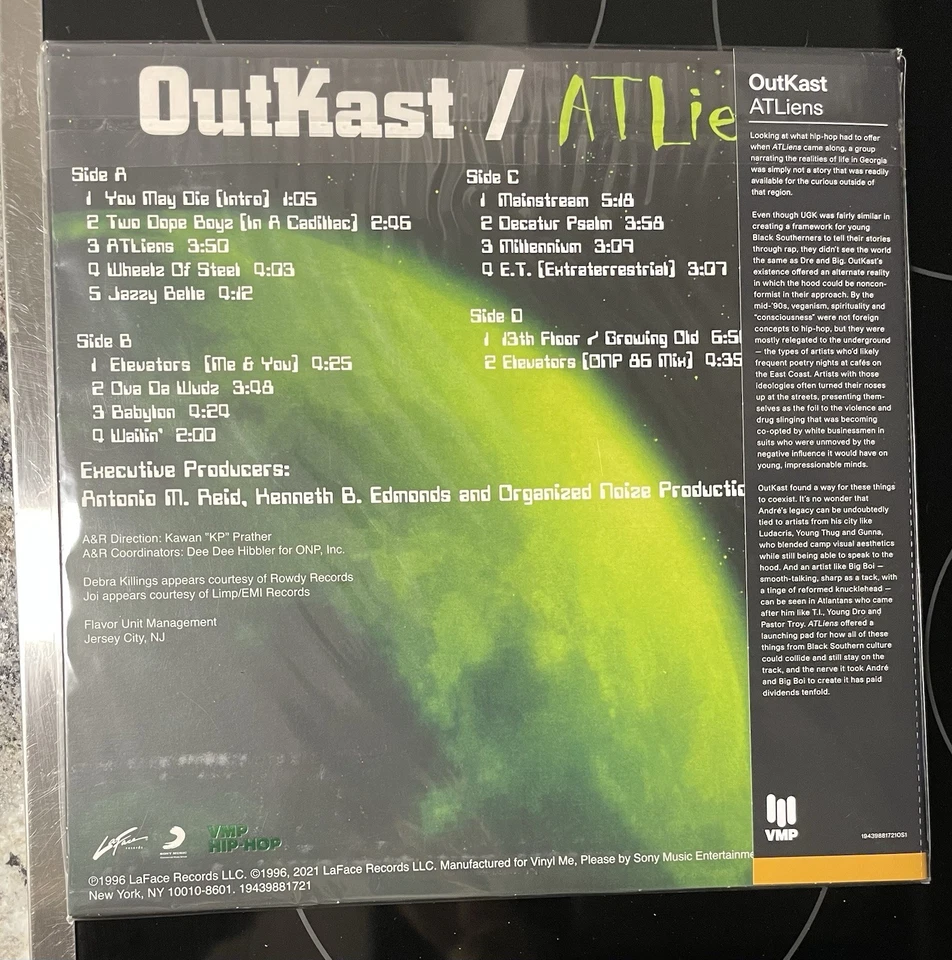 OutKast / ATLie
Side A
1 You May Die [Intro] 1:05
2 Two Dope Boyz [In A Cadillac] 2:46
3 ATLiens 3:50
4 Wheelz Of Steel 4:03
5 Jazzy Belle 4:12
Side B
1 Elevators [Me & You] 4:25
2 Ova Da Wudz 3:48
3 Babylon 4:24
4 Wailin' 2:00
Side C
1 Mainstream 5:18
2 Decatur Psalm 3:58
3 Millennium 3:09
4 E.T. [Extraterrestrial] 3:07
Side D
1 13th Floor / Growing Old 6:5
2 Elevators [ONP 86 Mix] 4:35
Executive Producers:
Antonio M. Reid, Kenneth B. Edmonds and Organized Noize Productio
A&R Direction: Kawan "KP" Prather
A&R Coordinators: Dee Dee Hibbler for ONP, Inc.
Debra Killings appears courtesy of Rowdy Records
Joi appears courtesy of Limp/EMI Records
Flavor Unit Management
Jersey City, NJ
LaFace
records
SONY MUSIC
VMP
HIP-HOP
℗1996 LaFace Records LLC. ©1996, 2021 LaFace Records LLC. Manufactured for Vinyl Me, Please by Sony Music Entertainme
New York, NY 10010-8601. 19439881721
OutKast
ATLiens
Looking at what hip-hop had to offer
when ATLiens came along, a group
narrating the realities of life in Georgia
was simply not a story that was readily
available for the curious outside of
that region.
Even though UGK was fairly similar in
creating a framework for young
Black Southerners to tell their stories
through rap, they didn't see the world
the same as Dre and Big. OutKast's
existence offered an alternate reality
in which the hood could be noncon-
formist in their approach. By the
mid-'90s, veganism, spirituality and
"consciousness" were not foreign
concepts to hip-hop, but they were
mostly relegated to the underground
— the types of artists who'd likely
frequent poetry nights at cafés on
the East Coast. Artists with those
ideologies often turned their noses
up at the streets, presenting them-
selves as the foil to the violence and
drug slinging that was becoming
co-opted by white businessmen in
suits who were unmoved by the
negative influence it would have on
young, impressionable minds.
OutKast found a way for these things
to coexist. It's no wonder that
André's legacy can be undoubtedly
tied to artists from his city like
Ludacris, Young Thug and Gunna,
who blended camp visual aesthetics
while still being able to speak to the
hood. And an artist like Big Boi —
smooth-talking, sharp as a tack, with
a tinge of reformed knucklehead —
can be seen in Atlantans who came
after him like T.I., Young Dro and
Pastor Troy. ATLiens offered a
launching pad for how all of these
things from Black Southern culture
could collide and still stay on the
track, and the nerve it took André
and Big Boi to create it has paid
dividends tenfold.
VMP
19439881721OS1